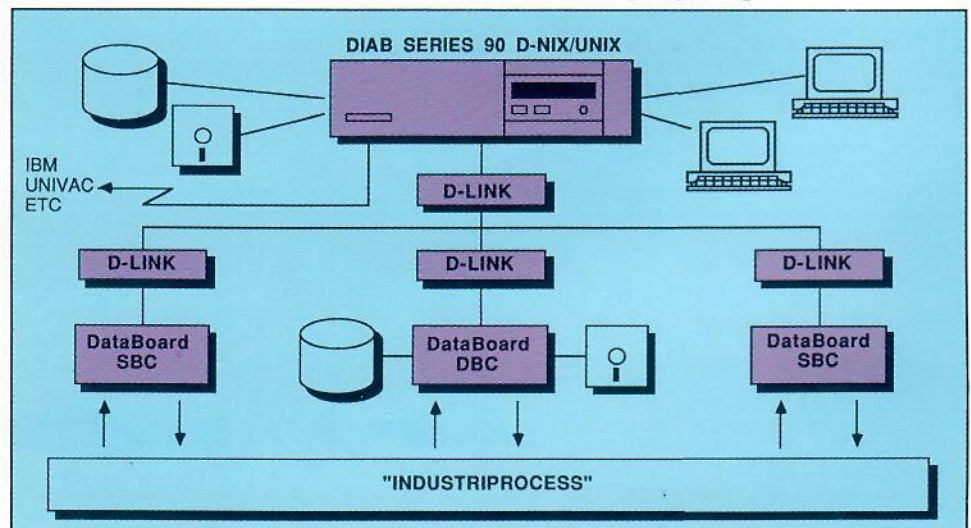 DIAB SERIES 90 D-NIX/UNIX
IBM
UNIVAC
ETC
D-LINK
D-LINK
D-LINK
D-LINK
DataBoard
SBC
DataBoard
DBC
DataBoard
SBC
"INDUSTRIPROCESS"